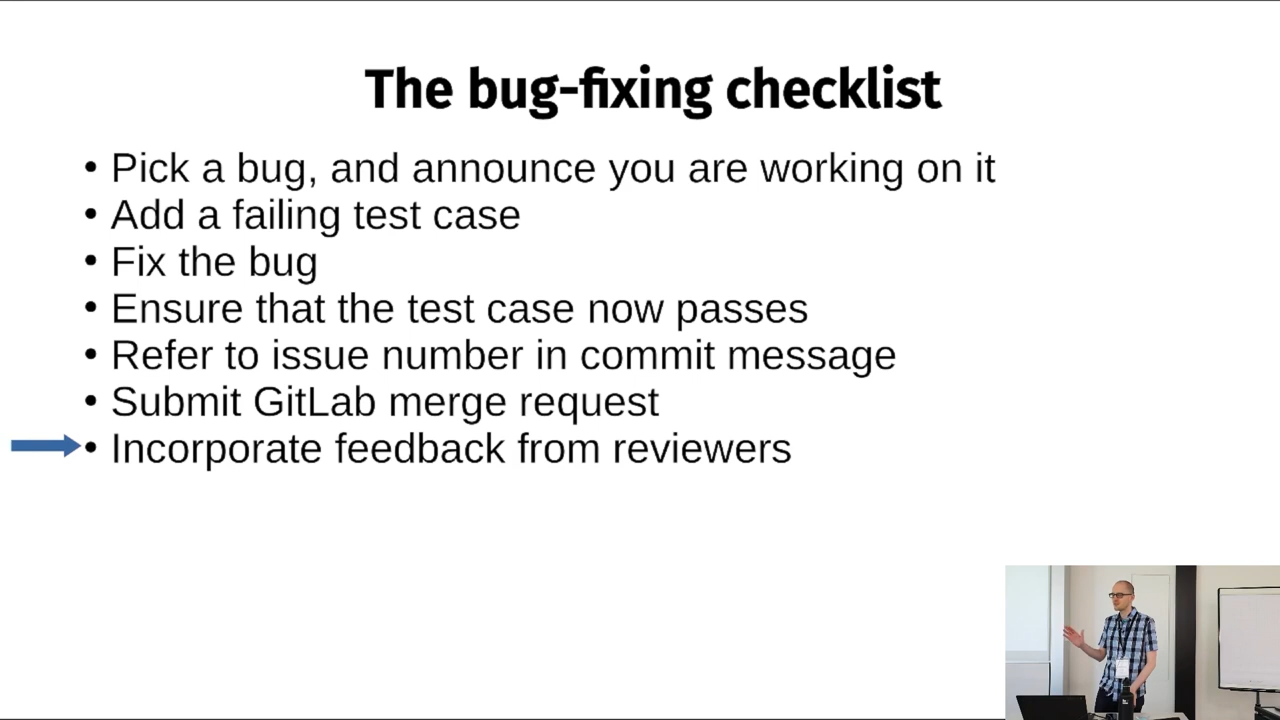 The bug-fixing checklist
• Pick a bug, and announce you are working on it
• Add a failing test case
• Fix the bug
• Ensure that the test case now passes
• Refer to issue number in commit message
• Submit GitLab merge request
• Incorporate feedback from reviewers